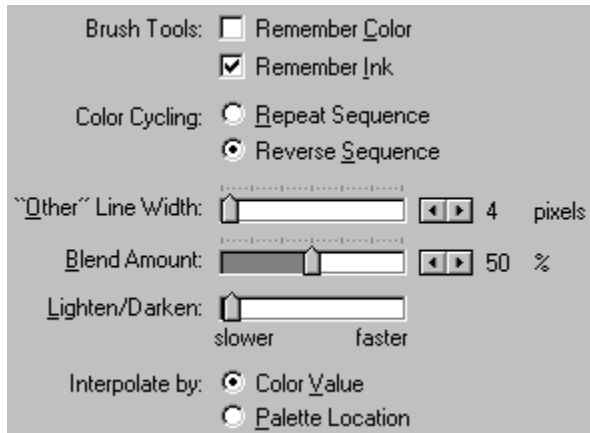 Brush Tools: Remember Color
Remember Ink
Color Cycling: Repeat Sequence
Reverse Sequence
``Other´´ Line Width: 4 pixels
Blend Amount: 50 %
Lighten/Darken:
slower faster
Interpolate by: Color Value
Palette Location